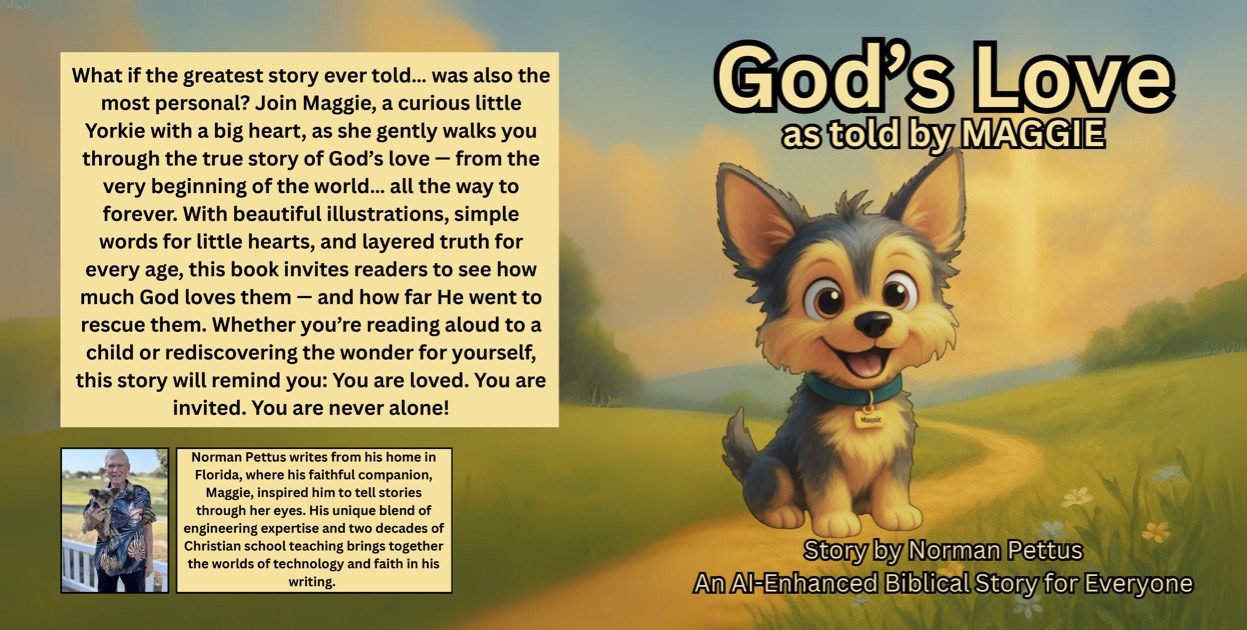 What if the greatest story ever told... was also the
most personal? Join Maggie, a curious little
Yorkie with a big heart, as she gently walks you
through the true story of God's love — from the
very beginning of the world... all the way to
forever. With beautiful illustrations, simple
words for little hearts, and layered truth for
every age, this book invites readers to see how
much God loves them — and how far He went to
rescue them. Whether you're reading aloud to a
child or rediscovering the wonder for yourself,
this story will remind you: You are loved. You are
invited. You are never alone!
Norman Pettus writes from his home in
Florida, where his faithful companion,
Maggie, inspired him to tell stories
through her eyes. His unique blend of
engineering expertise and two decades of
Christian school teaching brings together
the worlds of technology and faith in his
writing.
God's Love
as told by MAGGIE
Maggie
Story by Norman Pettus
An AI-Enhanced Biblical Story for Everyone